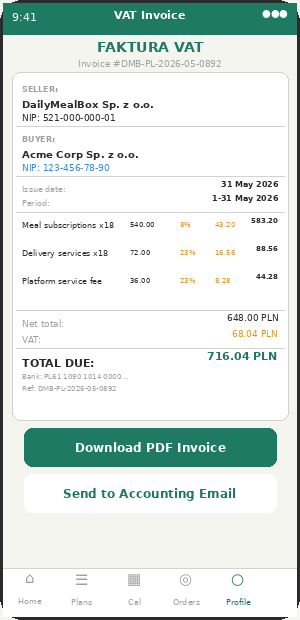 9:41 VAT Invoice
FAKTURA VAT
Invoice #DMB-PL-2026-05-0892
SELLER:
DailyMealBox Sp. z o.o.
NIP: 521-000-000-01
BUYER:
Acme Corp Sp. z o.o.
NIP: 123-456-78-90
Issue date: 31 May 2026
Period: 1-31 May 2026
Meal subscriptions x18 540.00 8% 43.20 583.20
Delivery services x18 72.00 23% 16.56 88.56
Platform service fee 36.00 23% 8.28 44.28
Net total: 648.00 PLN
VAT: 68.04 PLN
TOTAL DUE: 716.04 PLN
Bank: PL61 1090 1014 0000...
Ref: DMB-PL-2026-05-0892
Download PDF Invoice
Send to Accounting Email
Home Plans Cal Orders Profile